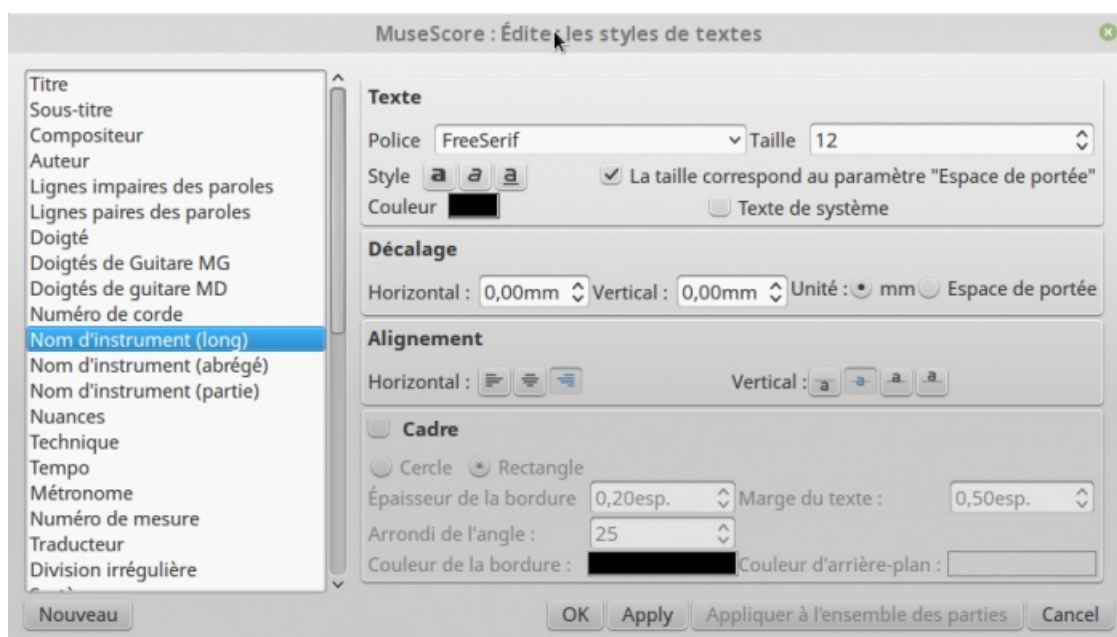 MuseScore : Éditer les styles de textes
Titre
Sous-titre
Compositeur
Auteur
Lignes impaires des paroles
Lignes paires des paroles
Doigté
Doigtés de Guitare MG
Doigtés de guitare MD
Numéro de corde
Nom d'instrument (long)
Nom d'instrument (abrégé)
Nom d'instrument (partie)
Nuances
Technique
Tempo
Métronome
Numéro de mesure
Traducteur
Division irrégulière
Nouveau
Texte
Police FreeSerif Taille 12
Style a a a La taille correspond au paramètre "Espace de portée"
Couleur Texte de système
Décalage
Horizontal : 0,00mm Vertical : 0,00mm Unité : mm Espace de portée
Alignement
Horizontal : Vertical : a a a a
Cadre
Cercle Rectangle
Épaisseur de la bordure 0,20esp. Marge du texte : 0,50esp.
Arrondi de l'angle : 25
Couleur de la bordure : Couleur d'arrière-plan :
OK Apply Appliquer à l'ensemble des parties Cancel